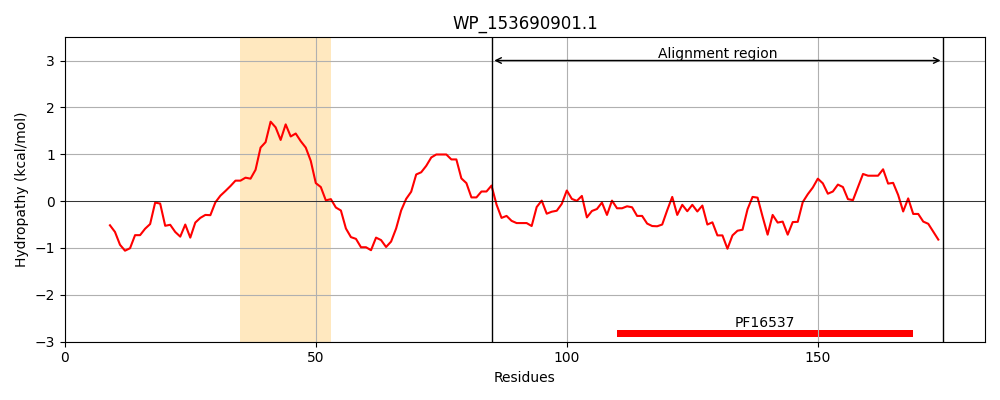 WP_153690901.1
Hydropathy (kcal/mol)
3
2
1
0
−1
−2
−3
Alignment region
PF16537
0
50
100
150
Residues